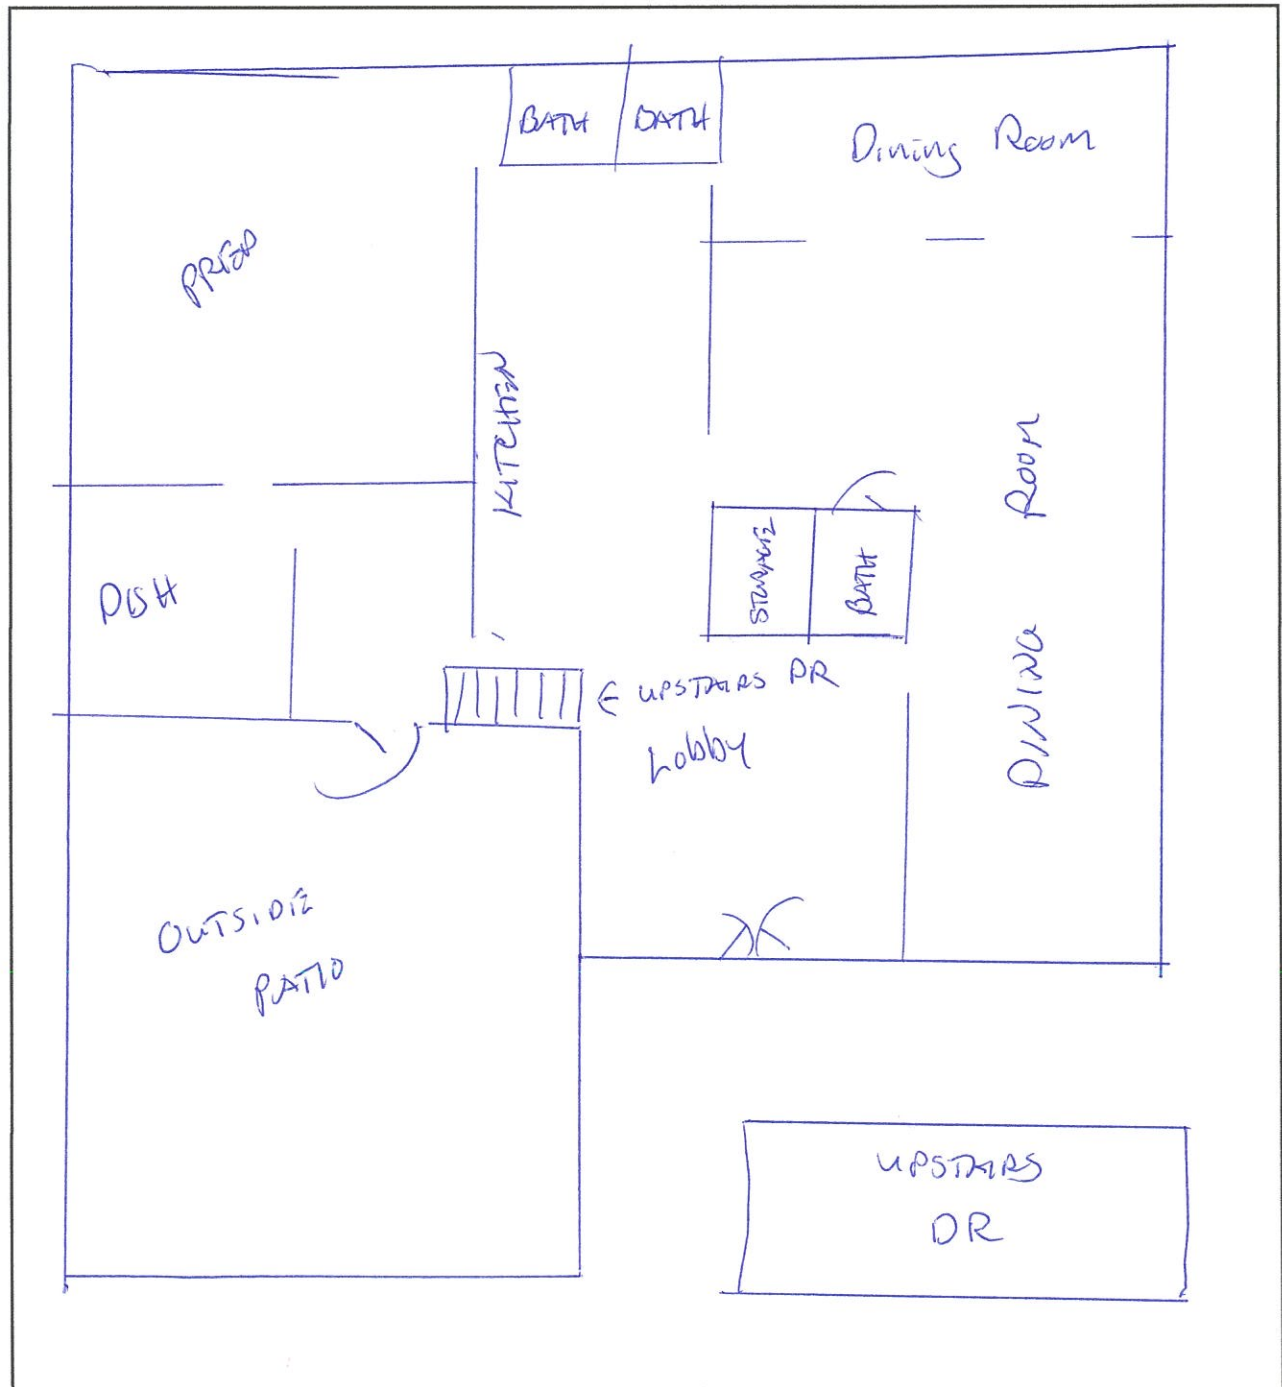 BATH
BATH
Dining Room
PREP
KITCHEN
DINING ROOM
STORAGE
BATH
DISH
← UPSTAIRS DR
Lobby
OUTSIDE
PATIO
UPSTAIRS
DR